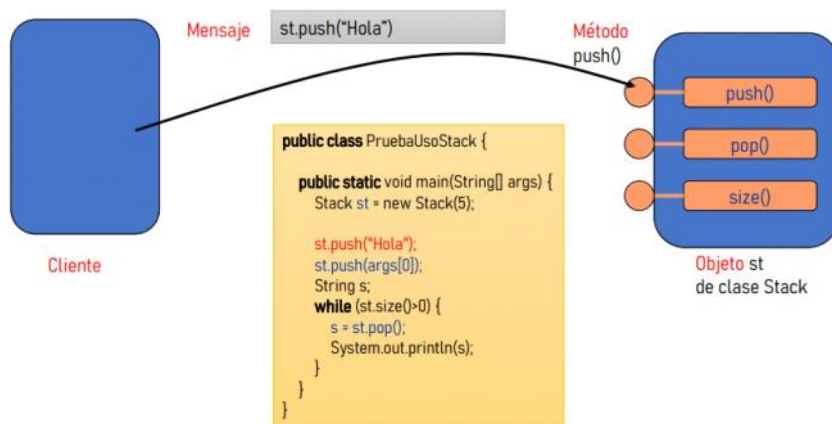 Mensaje
st.push("Hola")
Método
push()
push()
pop()
size()
public class PruebaUsoStack {
public static void main(String[] args) {
Stack st = new Stack(5);
st.push("Hola");
st.push(args[0]);
String s;
while (st.size()>0) {
s = st.pop();
System.out.println(s);
}
}
}
Cliente
Objeto st
de clase Stack